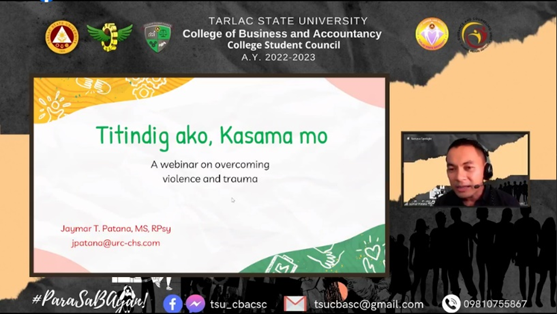 TARLAC STATE UNIVERSITY
College of Business and Accountancy
College Student Council
A.Y. 2022-2023
Titindig ako, Kasama mo
A webinar on overcoming
violence and trauma
Jaymar T. Patana, MS, RPsy
jpatana@urc-chs.com
#ParaSaBAyan!
tsu_cbacsc
tsucbasc@gmail.com
09810755867